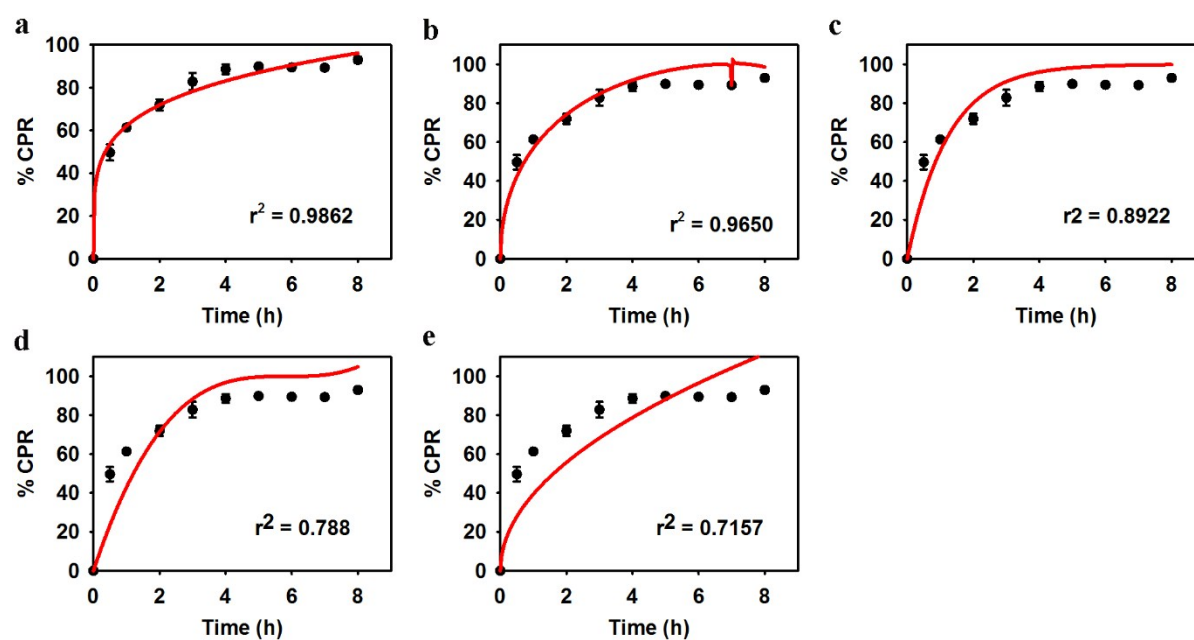 a
100
80
60
40
20
0
% CPR
r² = 0.9862
0 2 4 6 8
Time (h)
b
100
80
60
40
20
0
% CPR
r² = 0.9650
0 2 4 6 8
Time (h)
c
100
80
60
40
20
0
% CPR
r2 = 0.8922
0 2 4 6 8
Time (h)
d
100
80
60
40
20
0
% CPR
r2 = 0.788
0 2 4 6 8
Time (h)
e
100
80
60
40
20
0
% CPR
r2 = 0.7157
0 2 4 6 8
Time (h)